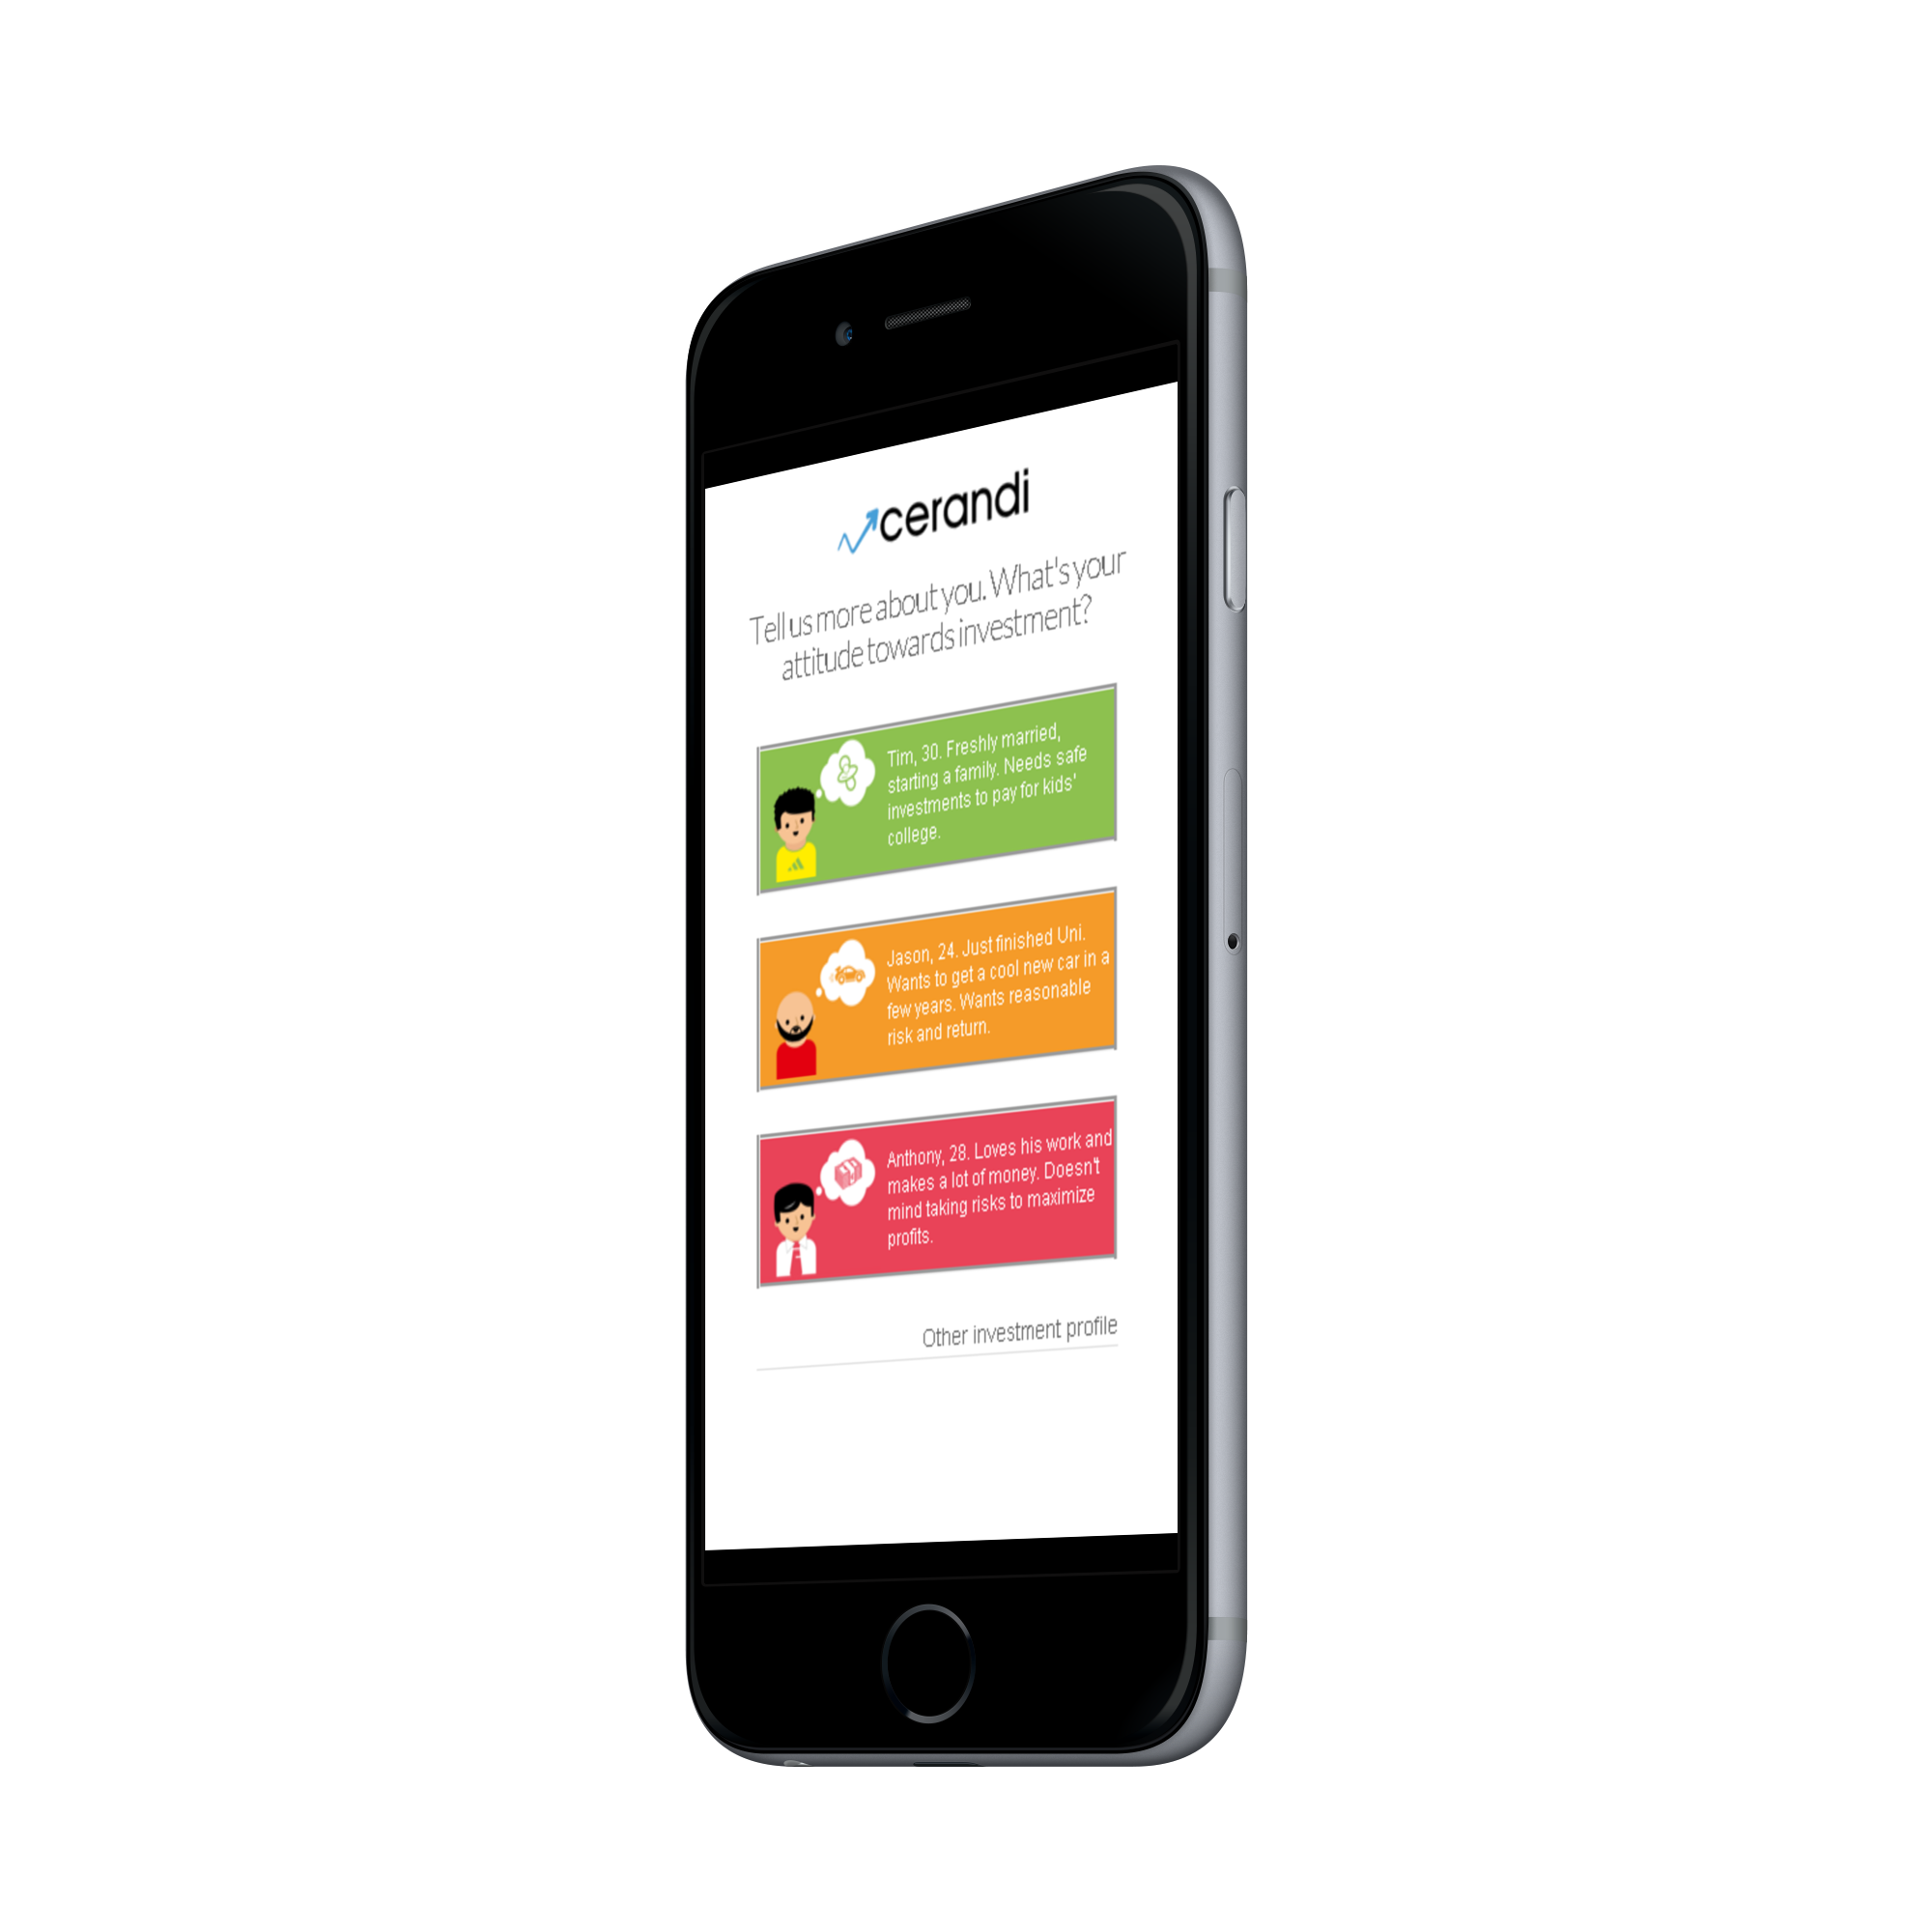 cerandi
Tell us more about you. What's your
attitude towards investment?
Tim, 30. Freshly married,
starting a family. Needs safe
investments to pay for kids'
college.
Jason, 24. Just finished Uni.
Wants to get a cool new car in a
few years. Wants reasonable
risk and return.
Anthony, 28. Loves his work and
makes a lot of money. Doesn't
mind taking risks to maximize
profits.
Other investment profile